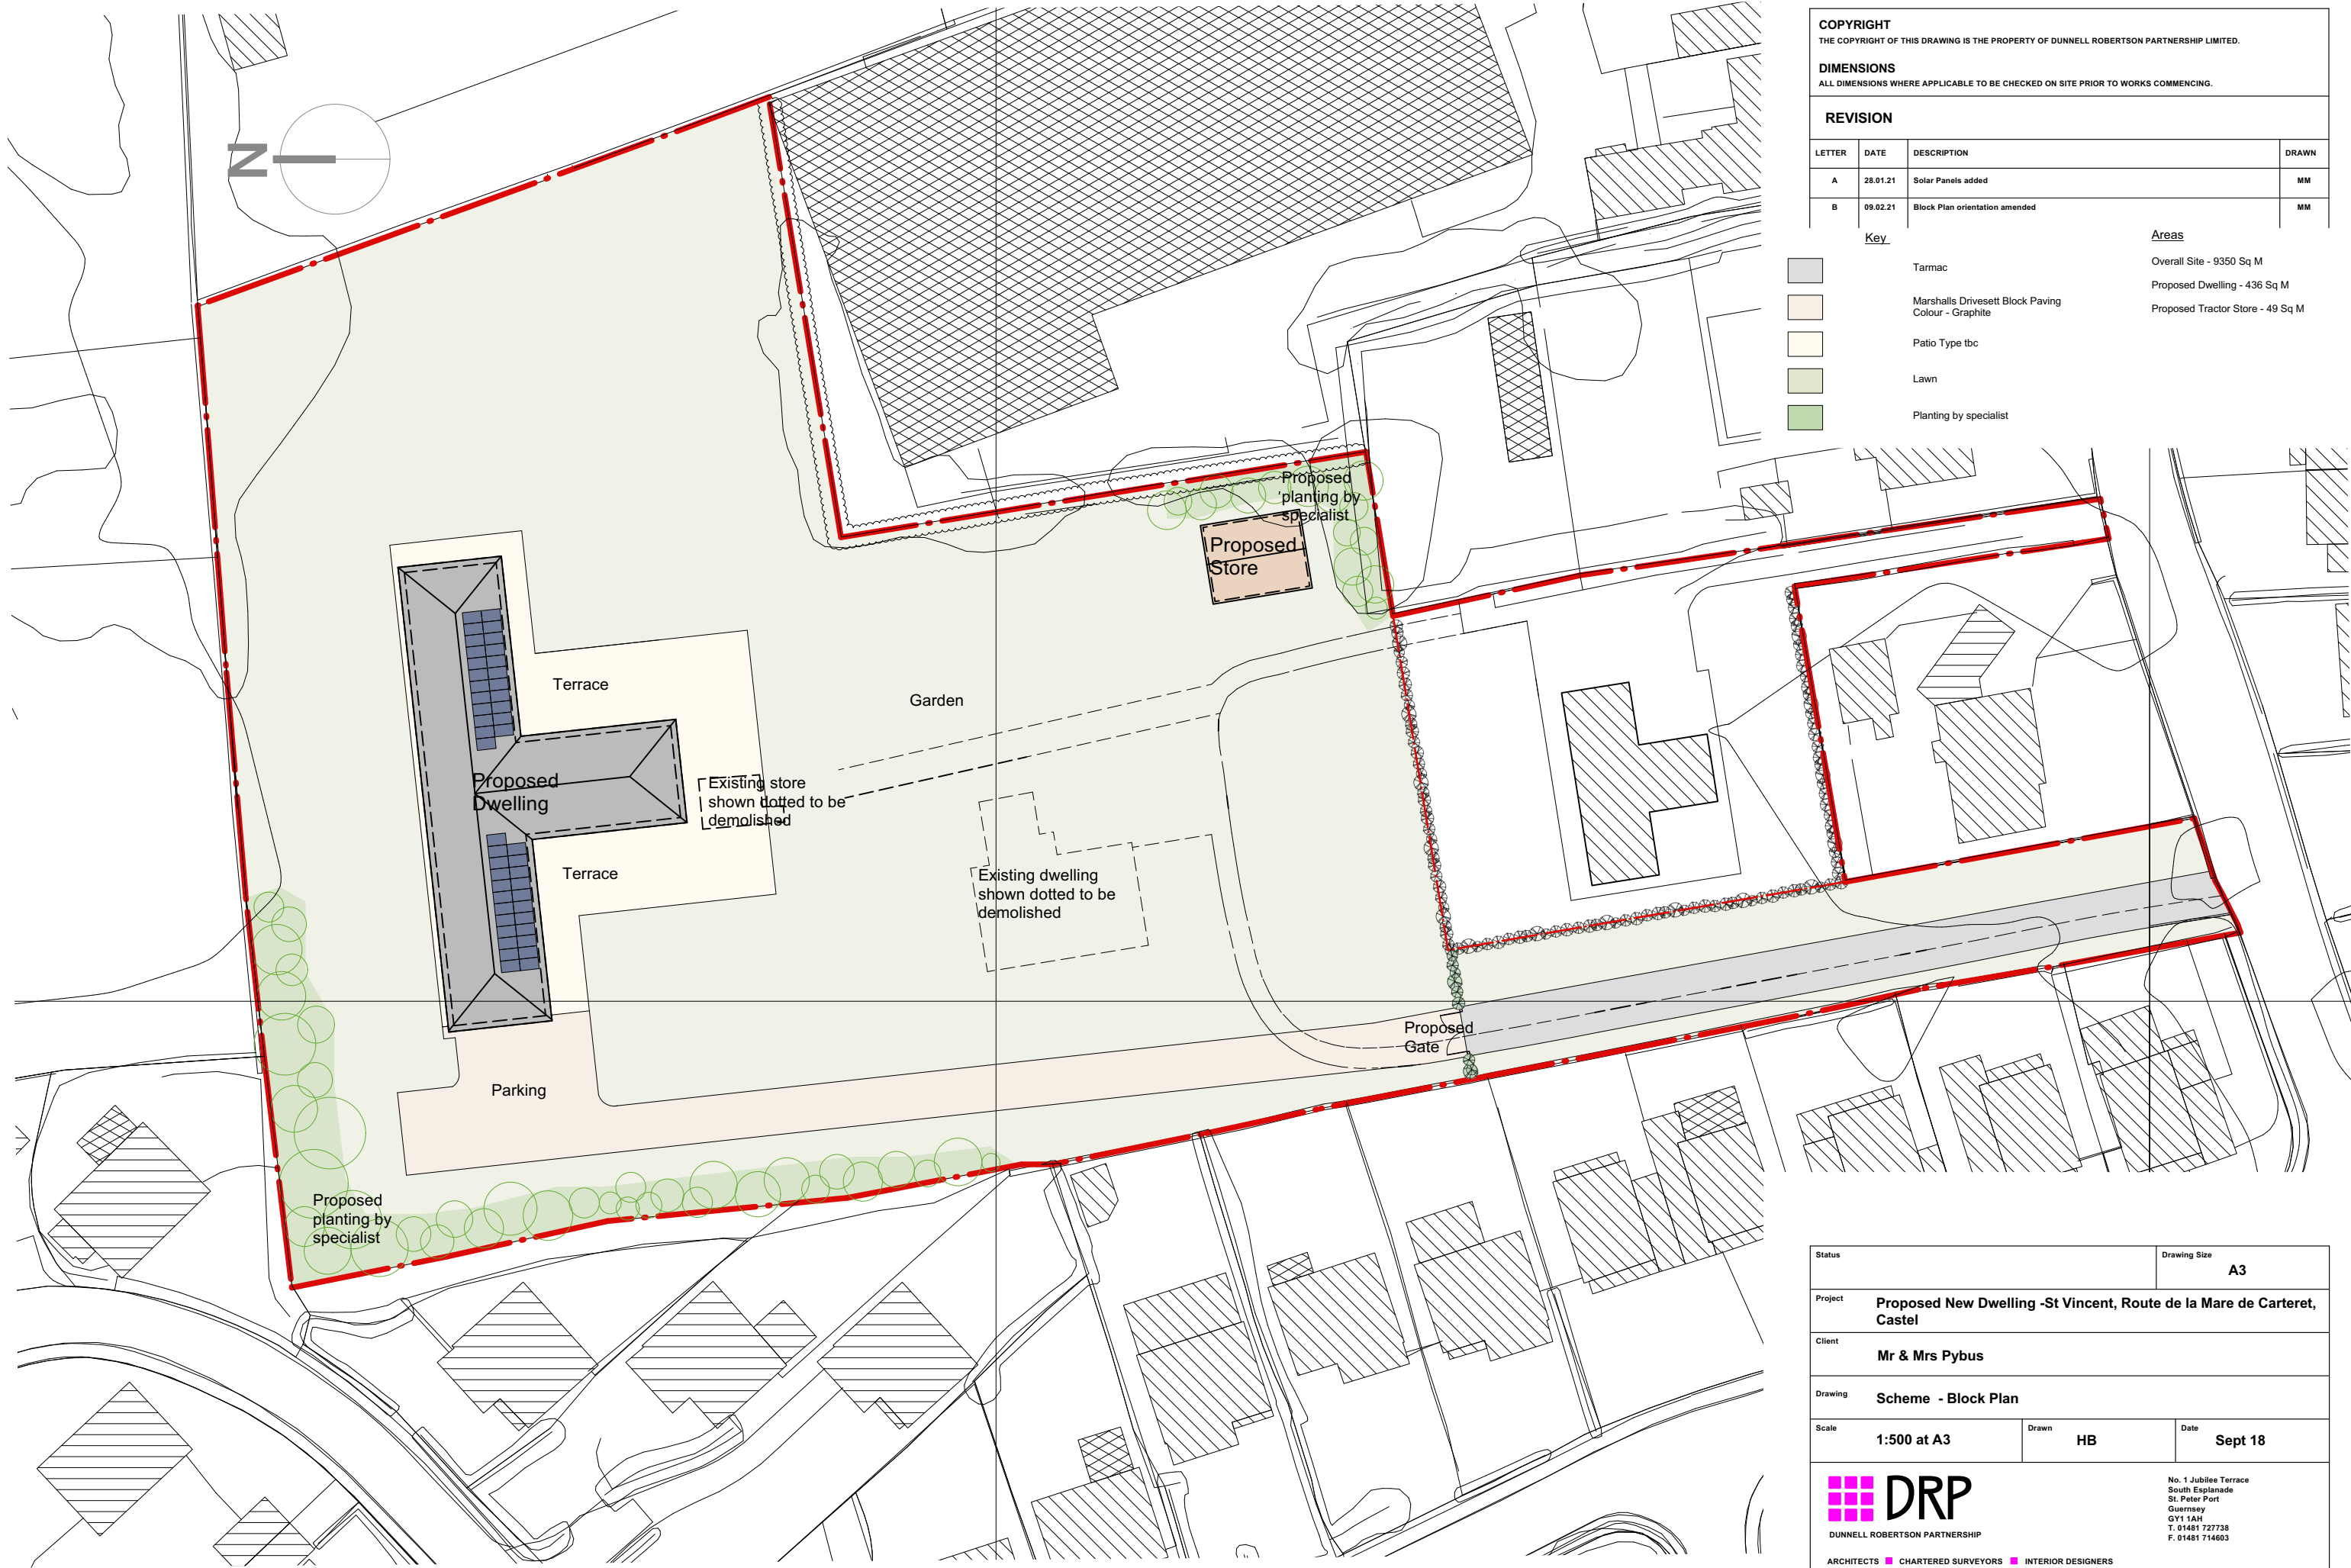 COPYRIGHT
THE COPYRIGHT OF THIS DRAWING IS THE PROPERTY OF DUNNELL ROBERTSON PARTNERSHIP LIMITED.
DIMENSIONS
ALL DIMENSIONS WHERE APPLICABLE TO BE CHECKED ON SITE PRIOR TO WORKS COMMENCING.
REVISION
LETTER DATE DESCRIPTION DRAWN
A 28.01.21 Solar Panels added MM
B 09.02.21 Block Plan orientation amended MM
Key
Tarmac
Marshalls Drivesett Block Paving
Colour - Graphite
Patio Type tbc
Lawn
Planting by specialist
Areas
Overall Site - 9350 Sq M
Proposed Dwelling - 436 Sq M
Proposed Tractor Store - 49 Sq M
N
Proposed
planting by
specialist
Proposed
Store
Terrace
Garden
Proposed
Dwelling
Existing store
shown dotted to be
demolished
Terrace
Existing dwelling
shown dotted to be
demolished
Proposed
Gate
Parking
Proposed
planting by
specialist
Status
Drawing Size
A3
Project
Proposed New Dwelling -St Vincent, Route de la Mare de Carteret,
Castel
Client
Mr & Mrs Pybus
Drawing
Scheme - Block Plan
Scale
1:500 at A3
Drawn
HB
Date
Sept 18
DRP
DUNNELL ROBERTSON PARTNERSHIP
No. 1 Jubilee Terrace
South Esplanade
St. Peter Port
Guernsey
GY1 1AH
T. 01481 727738
F. 01481 714603
ARCHITECTS CHARTERED SURVEYORS INTERIOR DESIGNERS